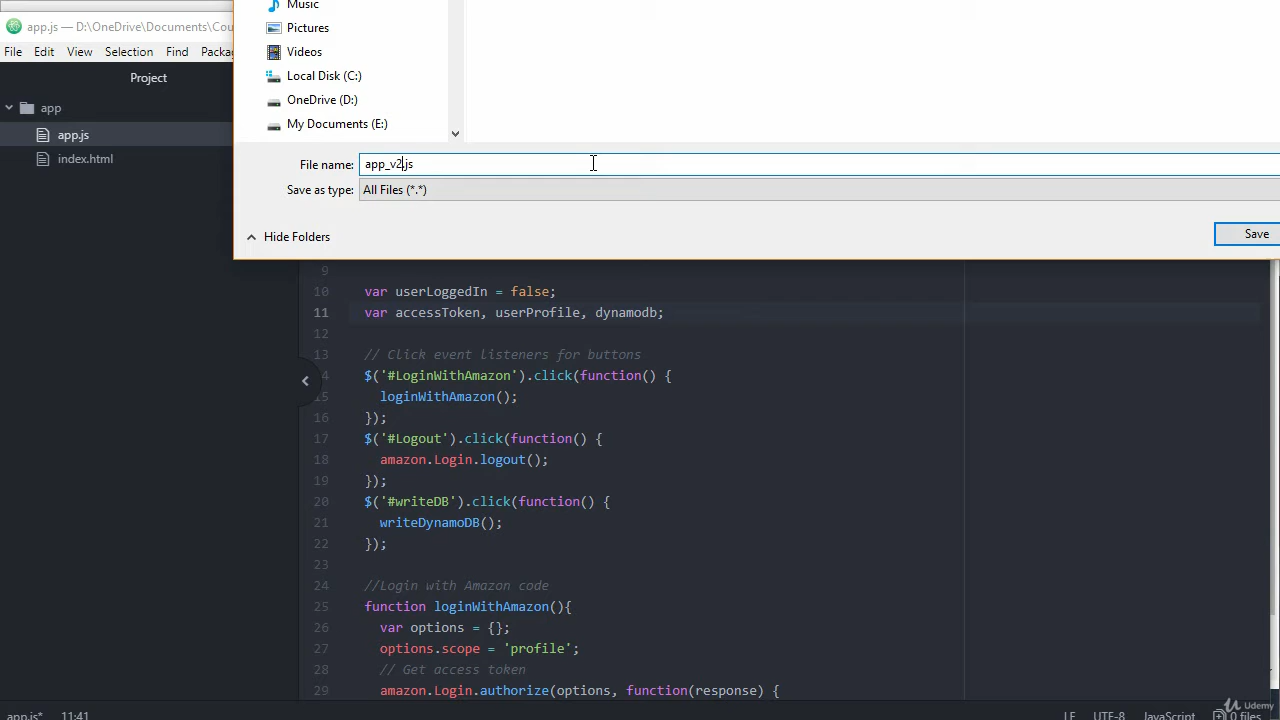 app.js — D:\OneDrive\Documents\Cou
File Edit View Selection Find Packag
Project
app
app.js
index.html
Music
Pictures
Videos
Local Disk (C:)
OneDrive (D:)
My Documents (E:)
File name: app_v2.js
Save as type: All Files (*.*)
Hide Folders
Save
9
10 var userLoggedIn = false;
11 var accessToken, userProfile, dynamodb;
12
13 // Click event listeners for buttons
14 $('#LoginWithAmazon').click(function() {
15 loginWithAmazon();
16 });
17 $('#Logout').click(function() {
18 amazon.Login.logout();
19 });
20 $('#writeDB').click(function() {
21 writeDynamoDB();
22 });
23
24 //Login with Amazon code
25 function loginWithAmazon(){
26 var options = {};
27 options.scope = 'profile';
28 // Get access token
29 amazon.Login.authorize(options, function(response) {
app.js* 11:41 LF UTF-8 JavaScript 0 files
Udemy